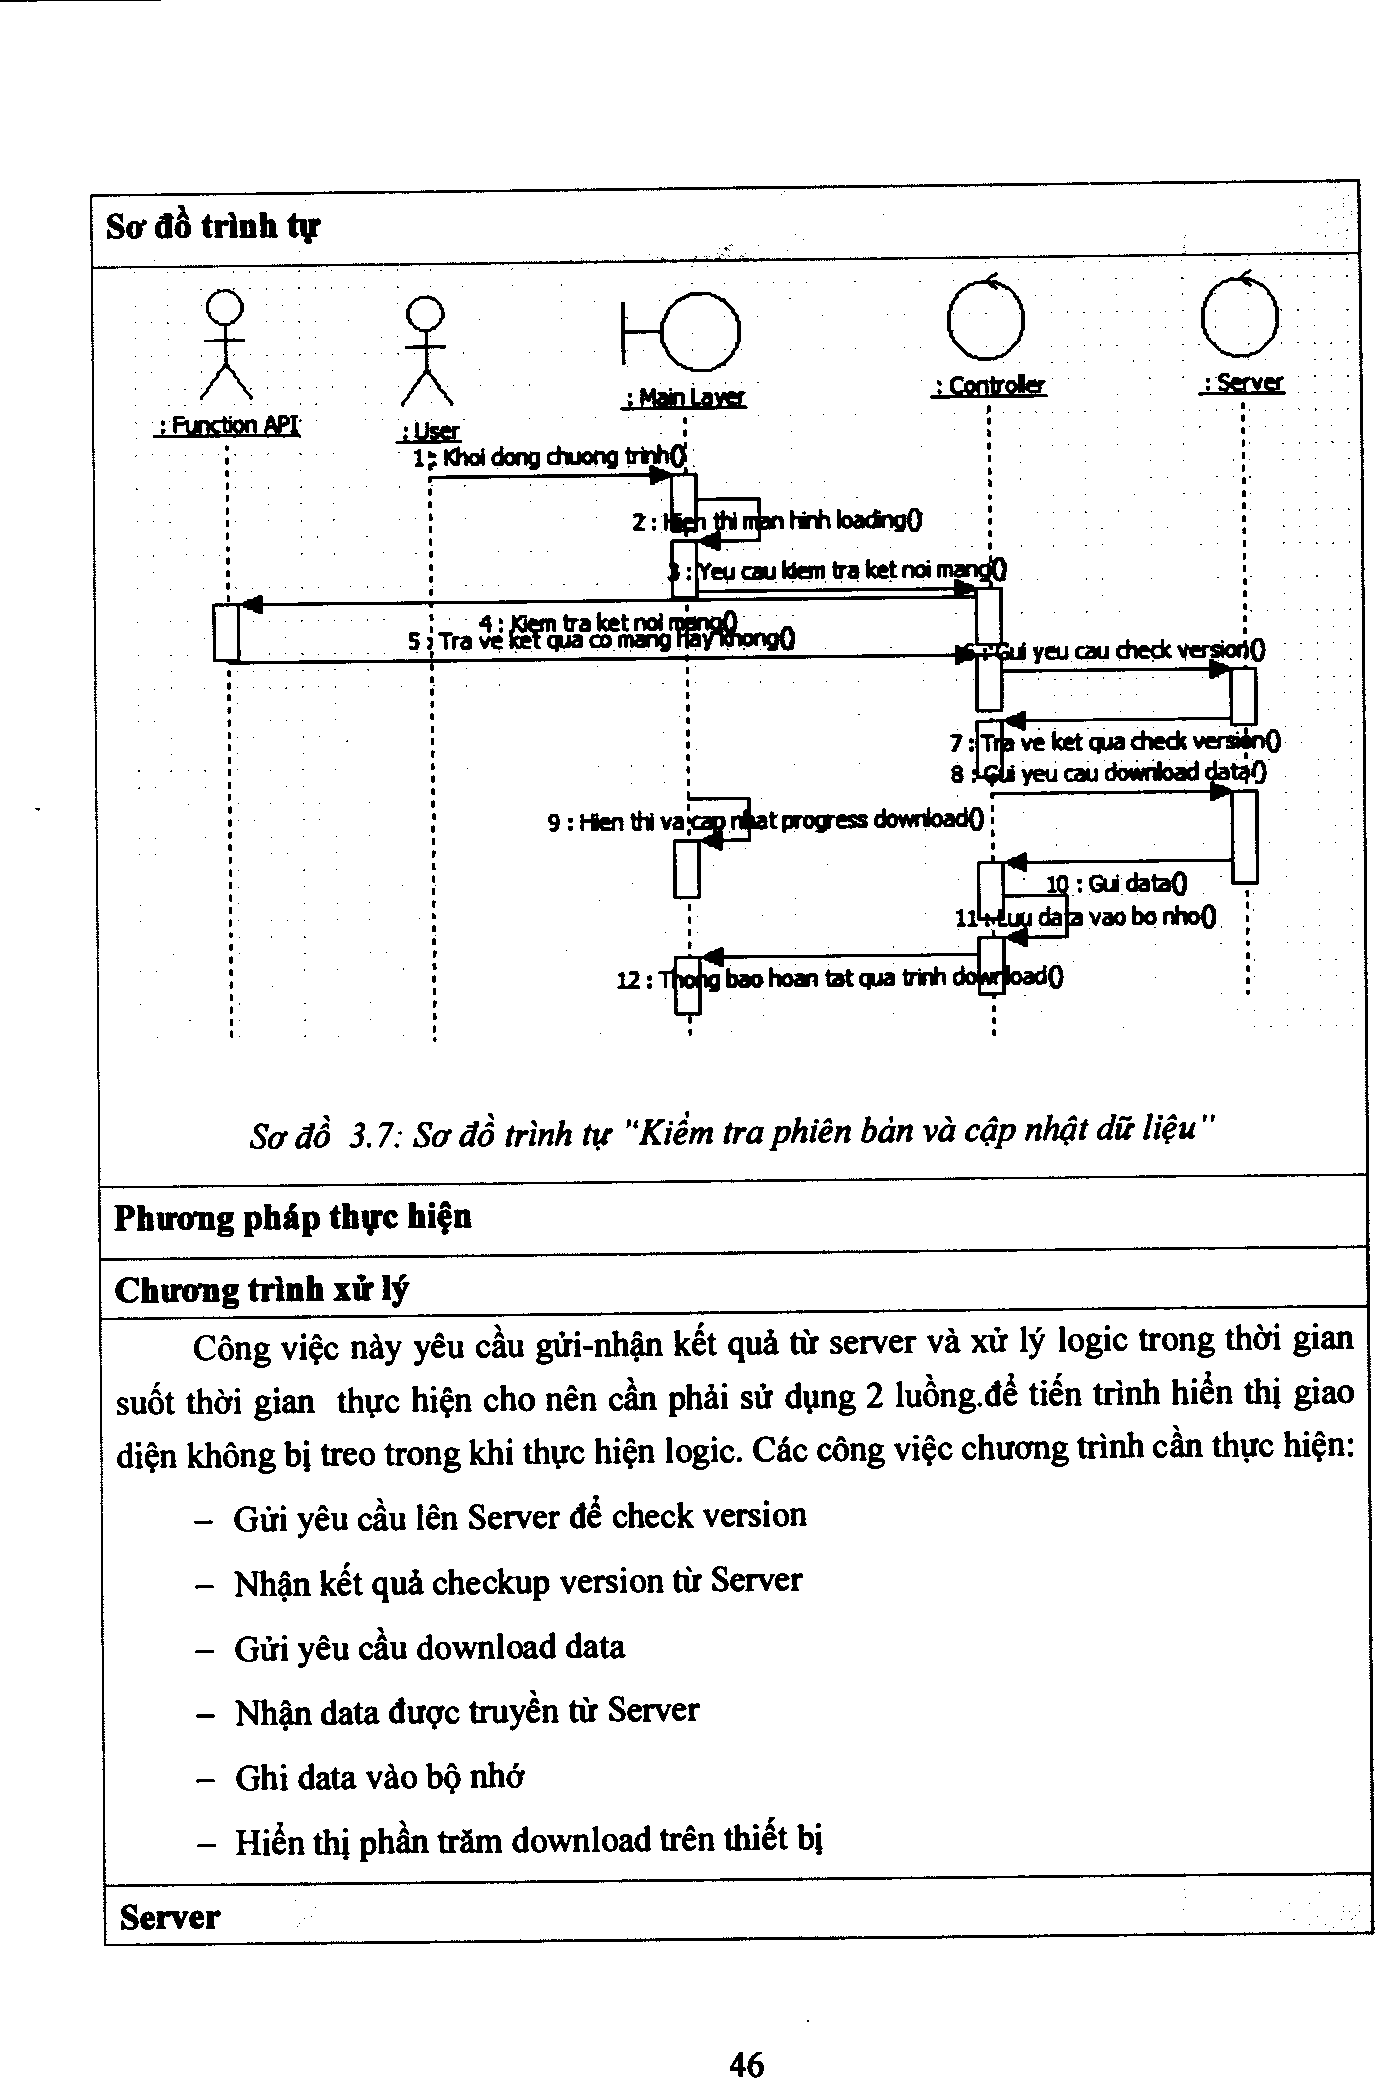 Sơ đồ trình tự
: Function API
: User
: Main Layer
: Controller
: Server
1 : Khoi dong chuong trinh()
2 : Hien thi man hinh loading()
3 : Yeu cau kiem tra ket noi mang()
4 : Kiem tra ket noi mang()
5 : Tra ve ket qua co mang hay khong()
6 : Gui yeu cau check version()
7 : Tra ve ket qua check version()
8 : Gui yeu cau download data()
9 : Hien thi va cap nhat progress download()
10 : Gui data()
11 : Luu data vao bo nho()
12 : Thong bao hoan tat qua trinh download()
Sơ đồ 3.7: Sơ đồ trình tự "Kiểm tra phiên bản và cập nhật dữ liệu"
Phương pháp thực hiện
Chương trình xử lý
Công việc này yêu cầu gửi-nhận kết quả từ server và xử lý logic trong thời gian
suốt thời gian thực hiện cho nên cần phải sử dụng 2 luồng.để tiến trình hiển thị giao
diện không bị treo trong khi thực hiện logic. Các công việc chương trình cần thực hiện:
– Gửi yêu cầu lên Server để check version
– Nhận kết quả checkup version từ Server
– Gửi yêu cầu download data
– Nhận data được truyền từ Server
– Ghi data vào bộ nhớ
– Hiển thị phần trăm download trên thiết bị
Server
46